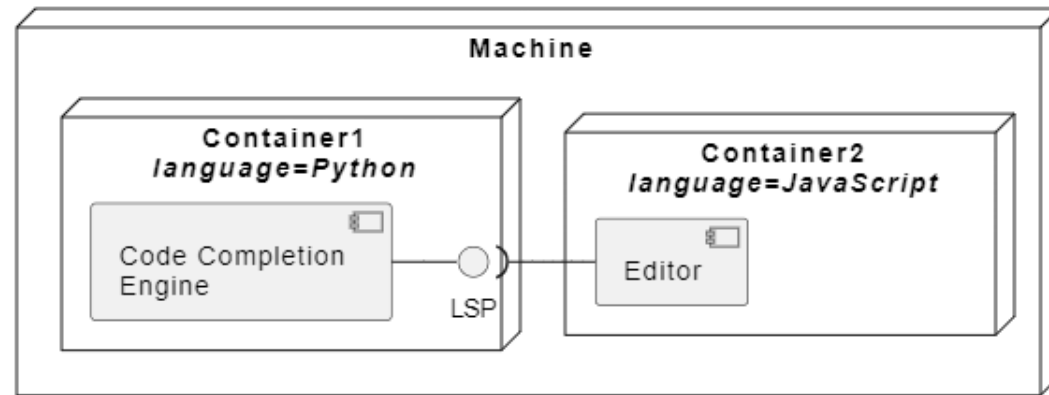 Machine
Container1
language=Python
Code Completion
Engine
LSP
Container2
language=JavaScript
Editor